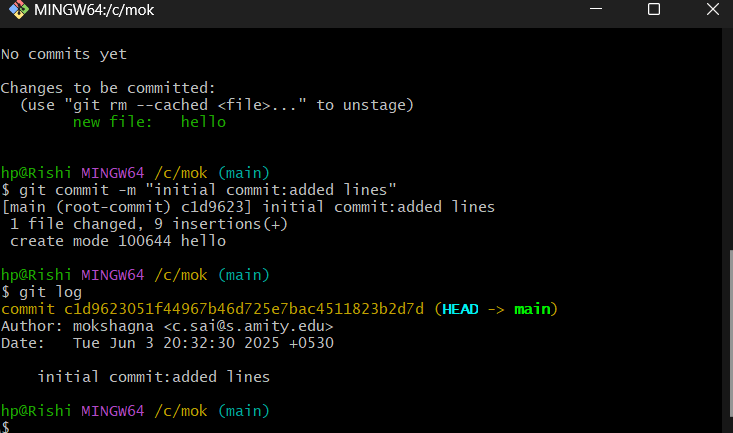 MINGW64:/c/mok
No commits yet
Changes to be committed:
  (use "git rm --cached <file>..." to unstage)
        new file:   hello
hp@Rishi MINGW64 /c/mok (main)
$ git commit -m "initial commit:added lines"
[main (root-commit) c1d9623] initial commit:added lines
 1 file changed, 9 insertions(+)
 create mode 100644 hello
hp@Rishi MINGW64 /c/mok (main)
$ git log
commit c1d9623051f44967b46d725e7bac4511823b2d7d (HEAD -> main)
Author: mokshagna <c.sai@s.amity.edu>
Date:   Tue Jun 3 20:32:30 2025 +0530
    initial commit:added lines
hp@Rishi MINGW64 /c/mok (main)
$